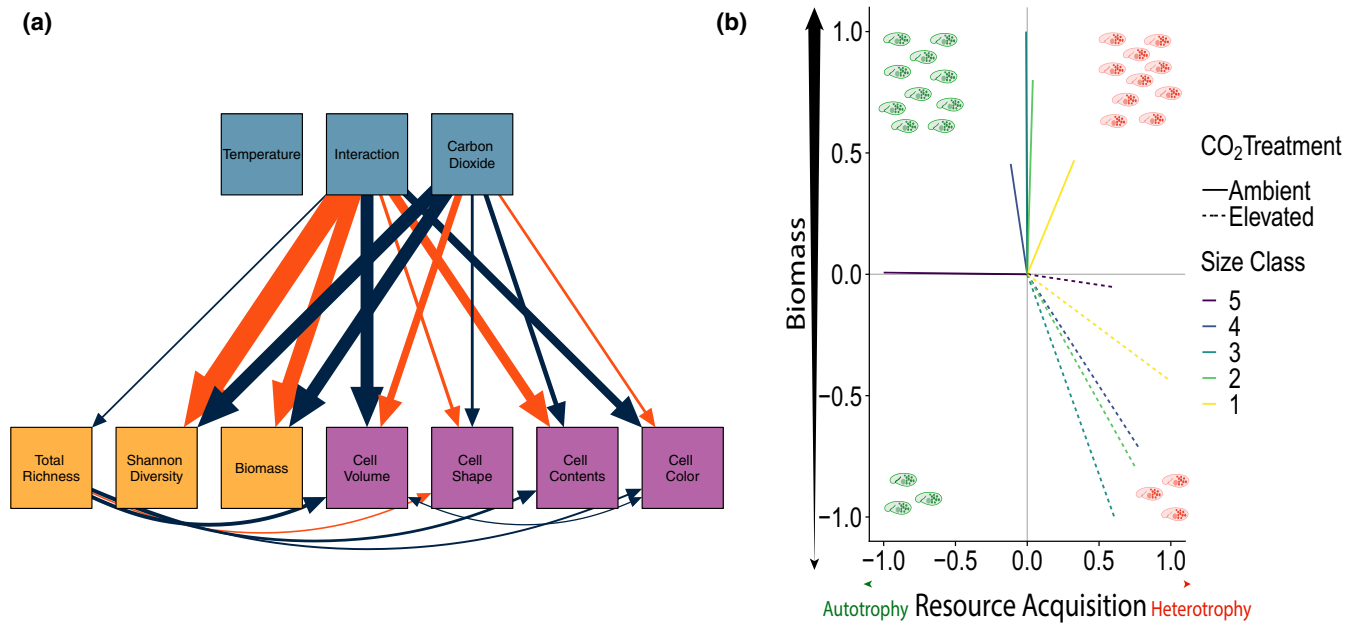 (a)
Temperature
Interaction
Carbon
Dioxide
Total
Richness
Shannon
Diversity
Biomass
Cell
Volume
Cell
Shape
Cell
Contents
Cell
Color
(b)
Biomass
1.0
0.5
0.0
−0.5
−1.0
−1.0
−0.5
0.0
0.5
1.0
Autotrophy
Resource Acquisition
Heterotrophy
CO₂Treatment
Ambient
Elevated
Size Class
5
4
3
2
1